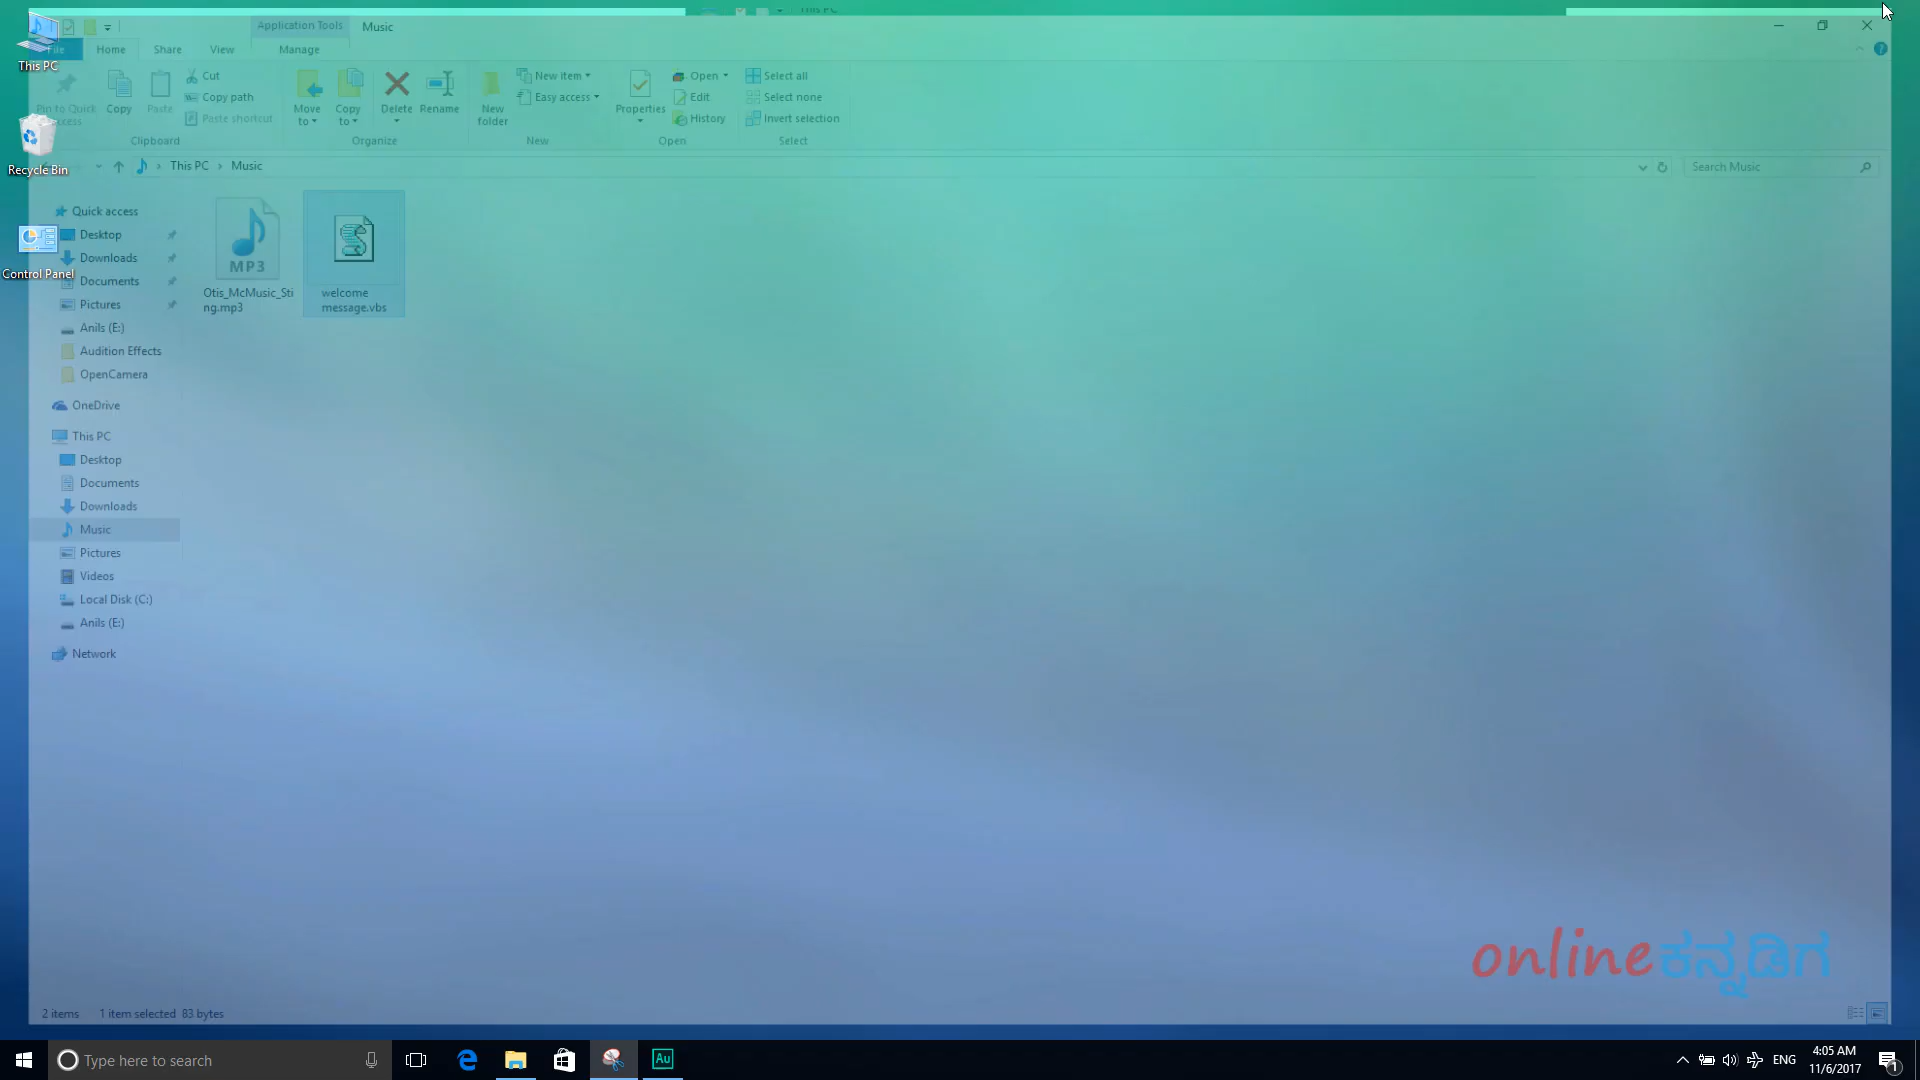 This PC
Application Tools
Music
File
Home
Share
View
Manage
This PC
Pin to Quick
Copy
Paste
Cut
Copy path
Paste shortcut
Clipboard
Move
to
Copy
to
Delete
Rename
Organize
New
folder
New item
Easy access
New
Properties
Open
Edit
History
Open
Select all
Select none
Invert selection
Select
This PC
Music
Search Music
Recycle Bin
Control Panel
Quick access
Desktop
Downloads
Documents
Pictures
Anils (E:)
Audition Effects
OpenCamera
OneDrive
This PC
Desktop
Documents
Downloads
Music
Pictures
Videos
Local Disk (C:)
Anils (E:)
Network
MP3
Otis_McMusic_Sti
ng.mp3
welcome
message.vbs
onlineಕನ್ನಡಿಗ
2 items
1 item selected 83 bytes
Type here to search
Au
ENG
4:05 AM
11/6/2017
1